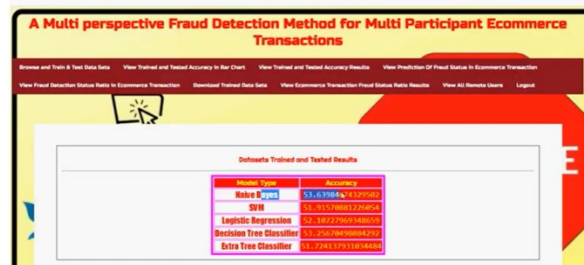 A Multi perspective Fraud Detection Method for Multi Participant Ecommerce
Transactions
Browse and Train & Test Data Sets View Trained and Tested Accuracy in Bar Chart View Trained and Tested Accuracy Results View Prediction Of Fraud Status in Ecommerce Transaction
View Fraud Detection Status Ratio in Ecommerce Transaction Download Trained Data Sets View Ecommerce Transaction Fraud Status Ratio Results View All Remote Users Logout
Datasets Trained and Tested Results
Model Type Accuracy
Naive Bayes
SVM 51.91570881226054
Logistic Regression 52.10727969348659
Decision Tree Classifier 53.25670498084292
Extra Tree Classifier 51.724137931034484
E